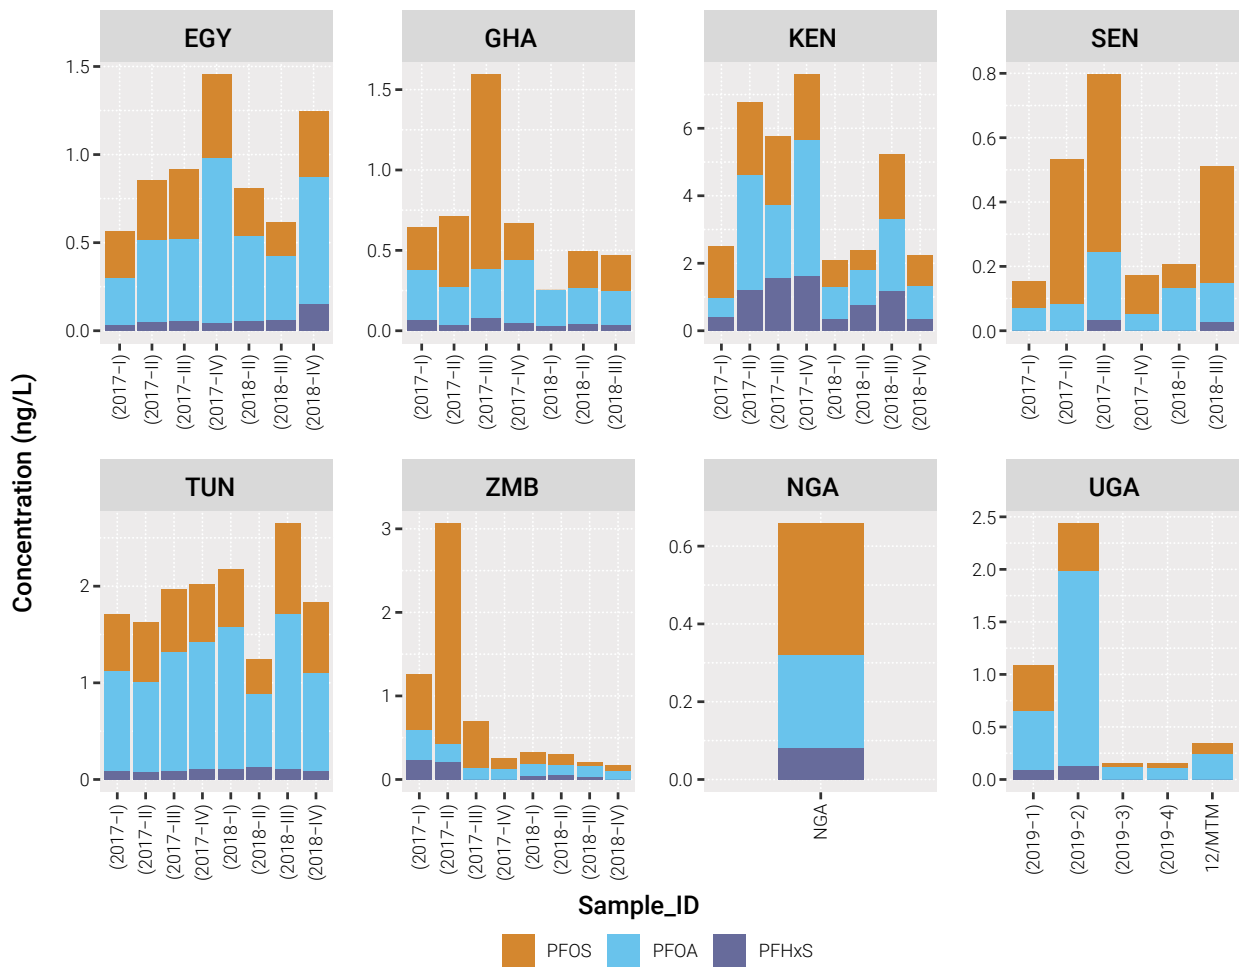 EGY
GHA
KEN
SEN
1.5
1.0
0.5
0.0
1.5
1.0
0.5
0.0
6
4
2
0
0.8
0.6
0.4
0.2
0.0
(2017-I)
(2017-II)
(2017-III)
(2017-IV)
(2018-II)
(2018-III)
(2018-IV)
(2017-I)
(2017-II)
(2017-III)
(2017-IV)
(2018-I)
(2018-II)
(2018-III)
(2017-I)
(2017-II)
(2017-III)
(2017-IV)
(2018-I)
(2018-II)
(2018-III)
(2018-IV)
(2017-I)
(2017-II)
(2017-III)
(2017-IV)
(2018-II)
(2018-III)
Concentration (ng/L)
TUN
ZMB
NGA
UGA
2
1
0
3
2
1
0
0.6
0.4
0.2
0.0
2.5
2.0
1.5
1.0
0.5
0.0
(2017-I)
(2017-II)
(2017-III)
(2017-IV)
(2018-I)
(2018-II)
(2018-III)
(2018-IV)
(2017-I)
(2017-II)
(2017-III)
(2017-IV)
(2018-I)
(2018-II)
(2018-III)
(2018-IV)
NGA
(2019-1)
(2019-2)
(2019-3)
(2019-4)
12/MTM
Sample_ID
PFOS
PFOA
PFHxS